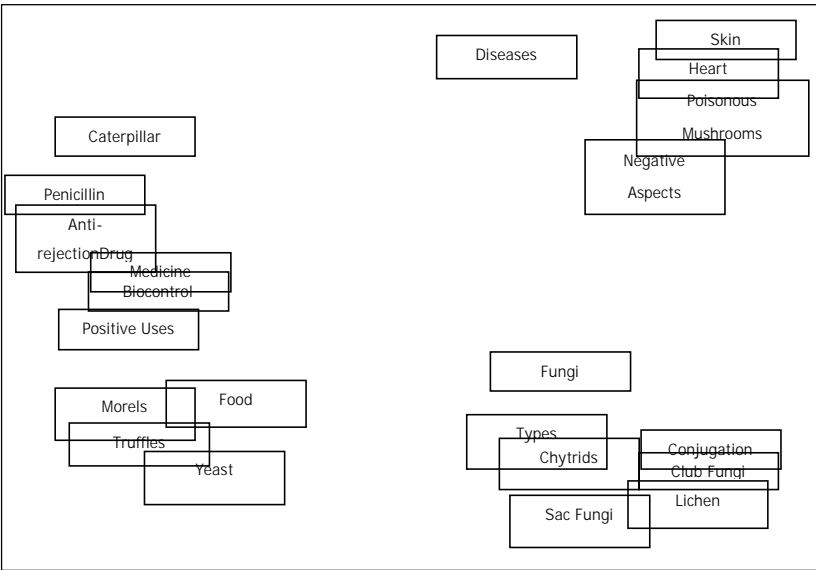 Skin
Diseases
Heart
Poisonous
Mushrooms
Caterpillar
Negative
Aspects
Penicillin
Anti-
rejectionDrug
Medicine
Biocontrol
Positive Uses
Fungi
Food
Morels
Types
Truffles
Conjugation
Chytrids
Yeast
Club Fungi
Lichen
Sac Fungi